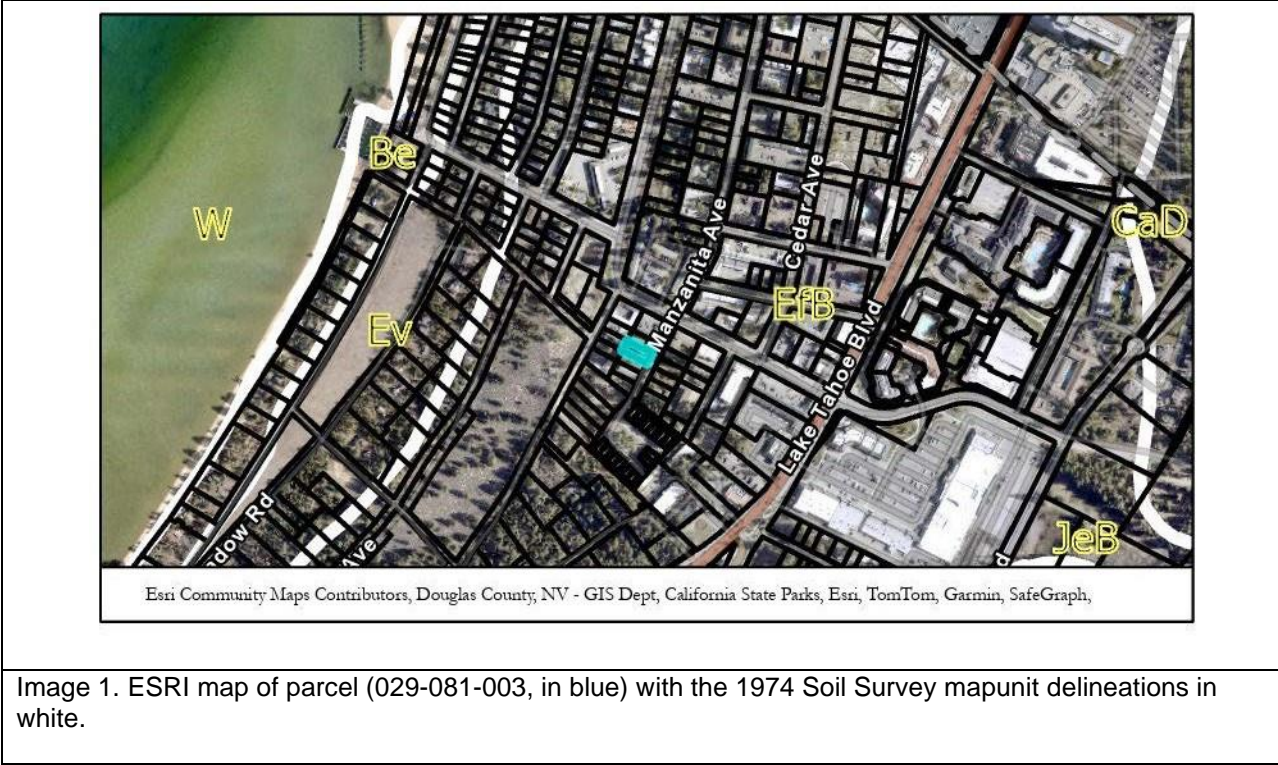 Be
W
Ev
Manzanita Ave
Cedar Ave
EfB
Lake Tahoe Blvd
CaD
JeB
ndow Rd
Ave
d
Esri Community Maps Contributors, Douglas County, NV - GIS Dept, California State Parks, Esri, TomTom, Garmin, SafeGraph,
Image 1. ESRI map of parcel (029-081-003, in blue) with the 1974 Soil Survey mapunit delineations in
white.